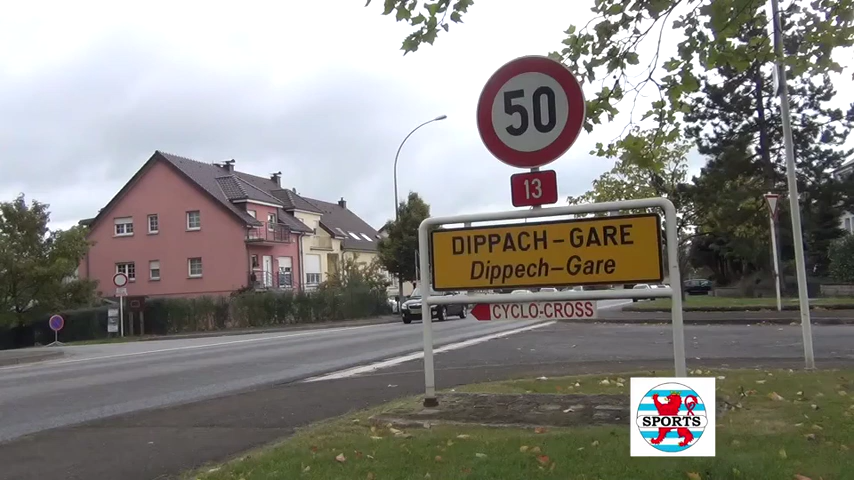 50
13
DIPPACH-GARE
Dippech-Gare
CYCLO-CROSS
SPORTS